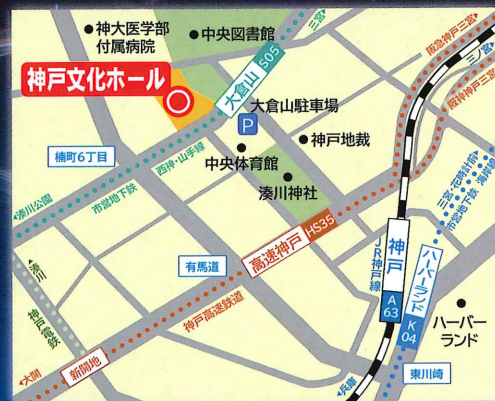 神大医学部
付属病院
中央図書館
三宮
阪急神戸三宮
三ノ宮
阪神神戸三宮
神戸文化ホール
大倉山 S05
大倉山駐車場
P
神戸地裁
楠町6丁目
西神・山手線
中央体育館
湊川神社
湊川公園
市営地下鉄
高速神戸 HS35
有馬道
湊川
神戸電鉄
神戸高速鉄道
新開地
大開
神戸
A
63
JR神戸線
ハーバーランド
K
04
ハーバー
ランド
東川崎
兵庫